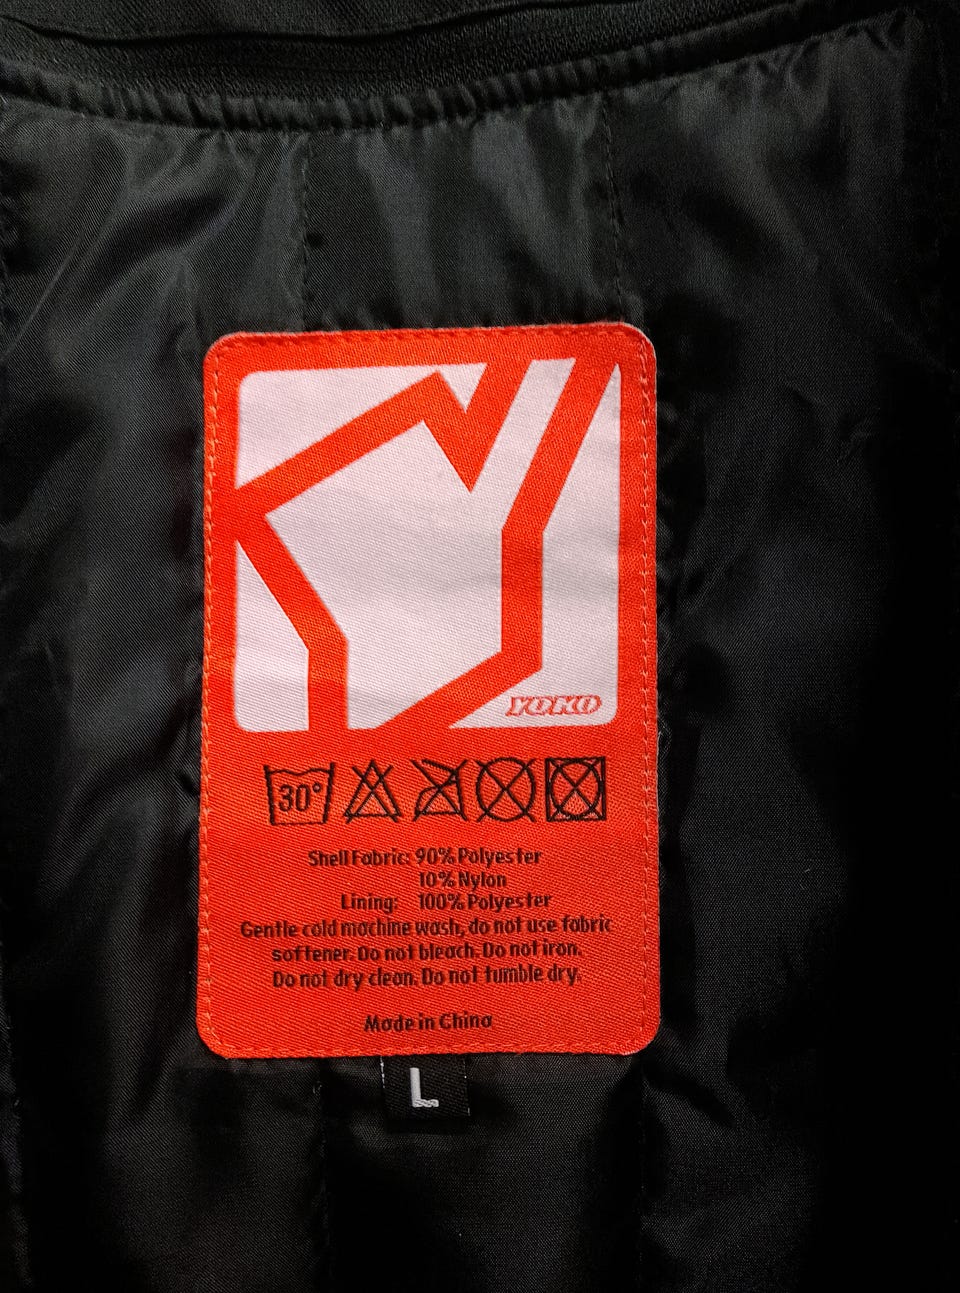 YOKO
30°
Shell Fabric: 90% Polyester
10% Nylon
Lining: 100% Polyester
Gentle cold machine wash, do not use fabric
softener. Do not bleach. Do not iron.
Do not dry clean. Do not tumble dry.
Made in China
L